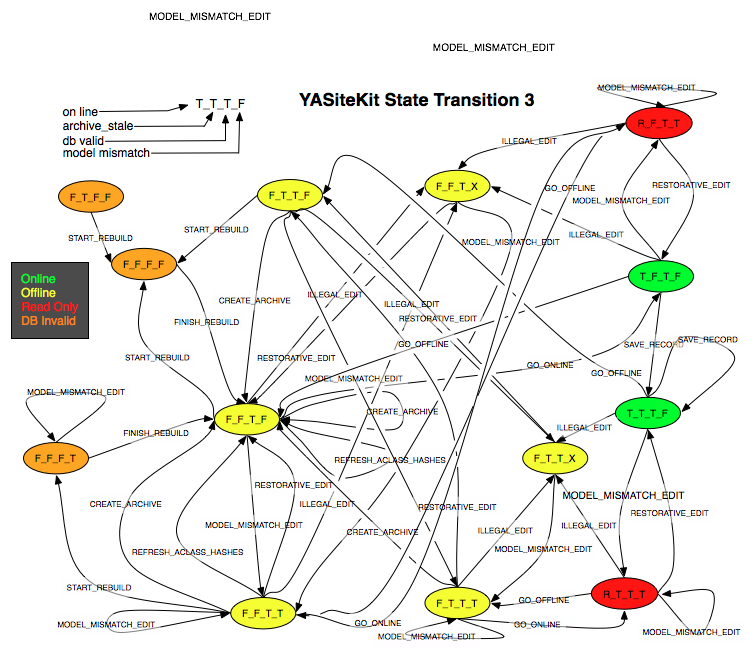 MODEL_MISMATCH_EDIT
MODEL_MISMATCH_EDIT
YASiteKit State Transition 3
T_T_T_F
on line
archive_stale
db valid
model mismatch
MODEL_MISMATCH_EDIT
R_F_T_T
ILLEGAL_EDIT
F_T_F_F
F_T_T_F
F_F_T_X
GO_OFFLINE
RESTORATIVE_EDIT
MODEL_MISMATCH_EDIT
START_REBUILD
START_REBUILD
ILLEGAL_EDIT
MODEL_MISMATCH_EDIT
F_F_F_F
T_F_T_F
Online
Offline
Read Only
DB Invalid
CREATE_ARCHIVE
ILLEGAL_EDIT
ILLEGAL_EDIT
RESTORATIVE_EDIT
FINISH_REBUILD
GO_OFFLINE
SAVE_RECORD
SAVE_RECORD
START_REBUILD
RESTORATIVE_EDIT
GO_ONLINE
GO_OFFLINE
MODEL_MISMATCH_EDIT
MODEL_MISMATCH_EDIT
CREATE_ARCHIVE
F_F_T_F
T_T_T_F
FINISH_REBUILD
ILLEGAL_EDIT
F_F_F_T
REFRESH_ACLASS_HASHES
F_T_T_X
RESTORATIVE_EDIT
MODEL_MISMATCH_EDIT
CREATE_ARCHIVE
ILLEGAL_EDIT
RESTORATIVE_EDIT
RESTORATIVE_EDIT
MODEL_MISMATCH_EDIT
CREATE_ARCHIVE
ILLEGAL_EDIT
ILLEGAL_EDIT
REFRESH_ACLASS_HASHES
MODEL_MISMATCH_EDIT
START_REBUILD
R_T_T_T
GO_OFFLINE
F_F_T_T
F_T_T_T
MODEL_MISMATCH_EDIT
GO_ONLINE
GO_ONLINE
MODEL_MISMATCH_EDIT
MODEL_MISMATCH_EDIT